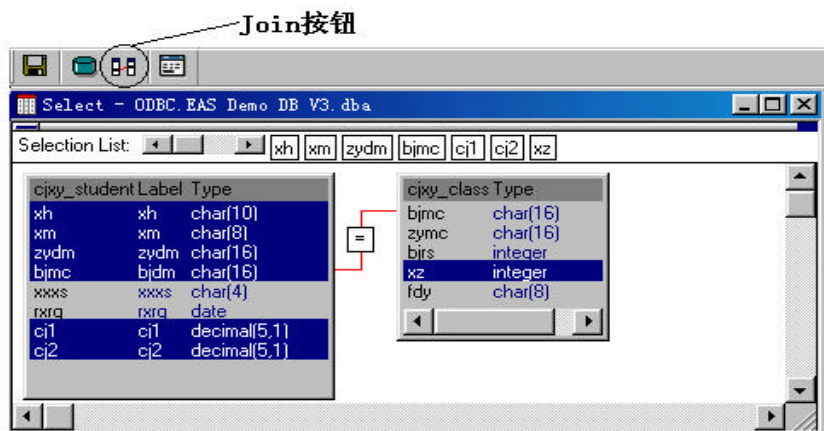 Join按钮
Select - ODBC.EAS Demo DB V3.dba
Selection List: xh xm zydm bjmc cj1 cj2 xz
cjxy_student Label Type
xh xh char(10)
xm xm char(8)
zydm zydm char(16)
bjmc bjdm char(16)
xxxs xxxs char(4)
rxrq rxrq date
cj1 cj1 decimal(5,1)
cj2 cj2 decimal(5,1)
=
cjxy_class Type
bjmc char(16)
zymc char(16)
bjrs integer
xz integer
fdy char(8)